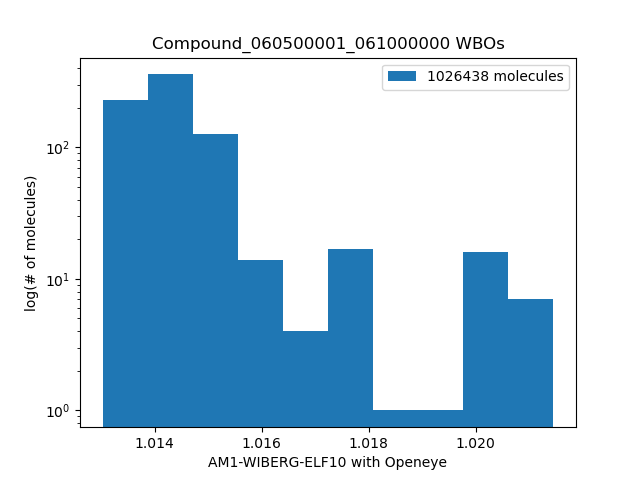 Compound_060500001_061000000 WBOs
1026438 molecules
log(# of molecules)
10²
10¹
10⁰
1.014 1.016 1.018 1.020
AM1-WIBERG-ELF10 with Openeye